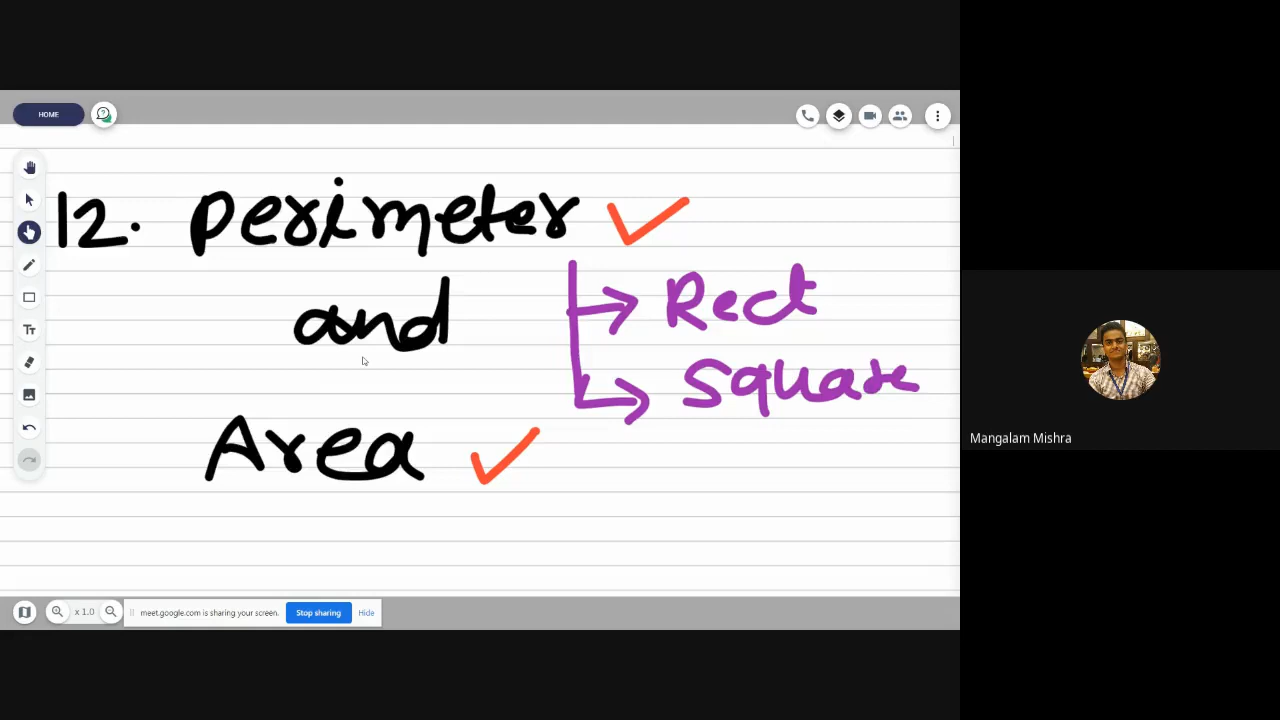 HOME
12. Perimeter
and
Rect
Square
Area
Tт
x 1.0
meet.google.com is sharing your screen.
Stop sharing
Hide
Mangalam Mishra